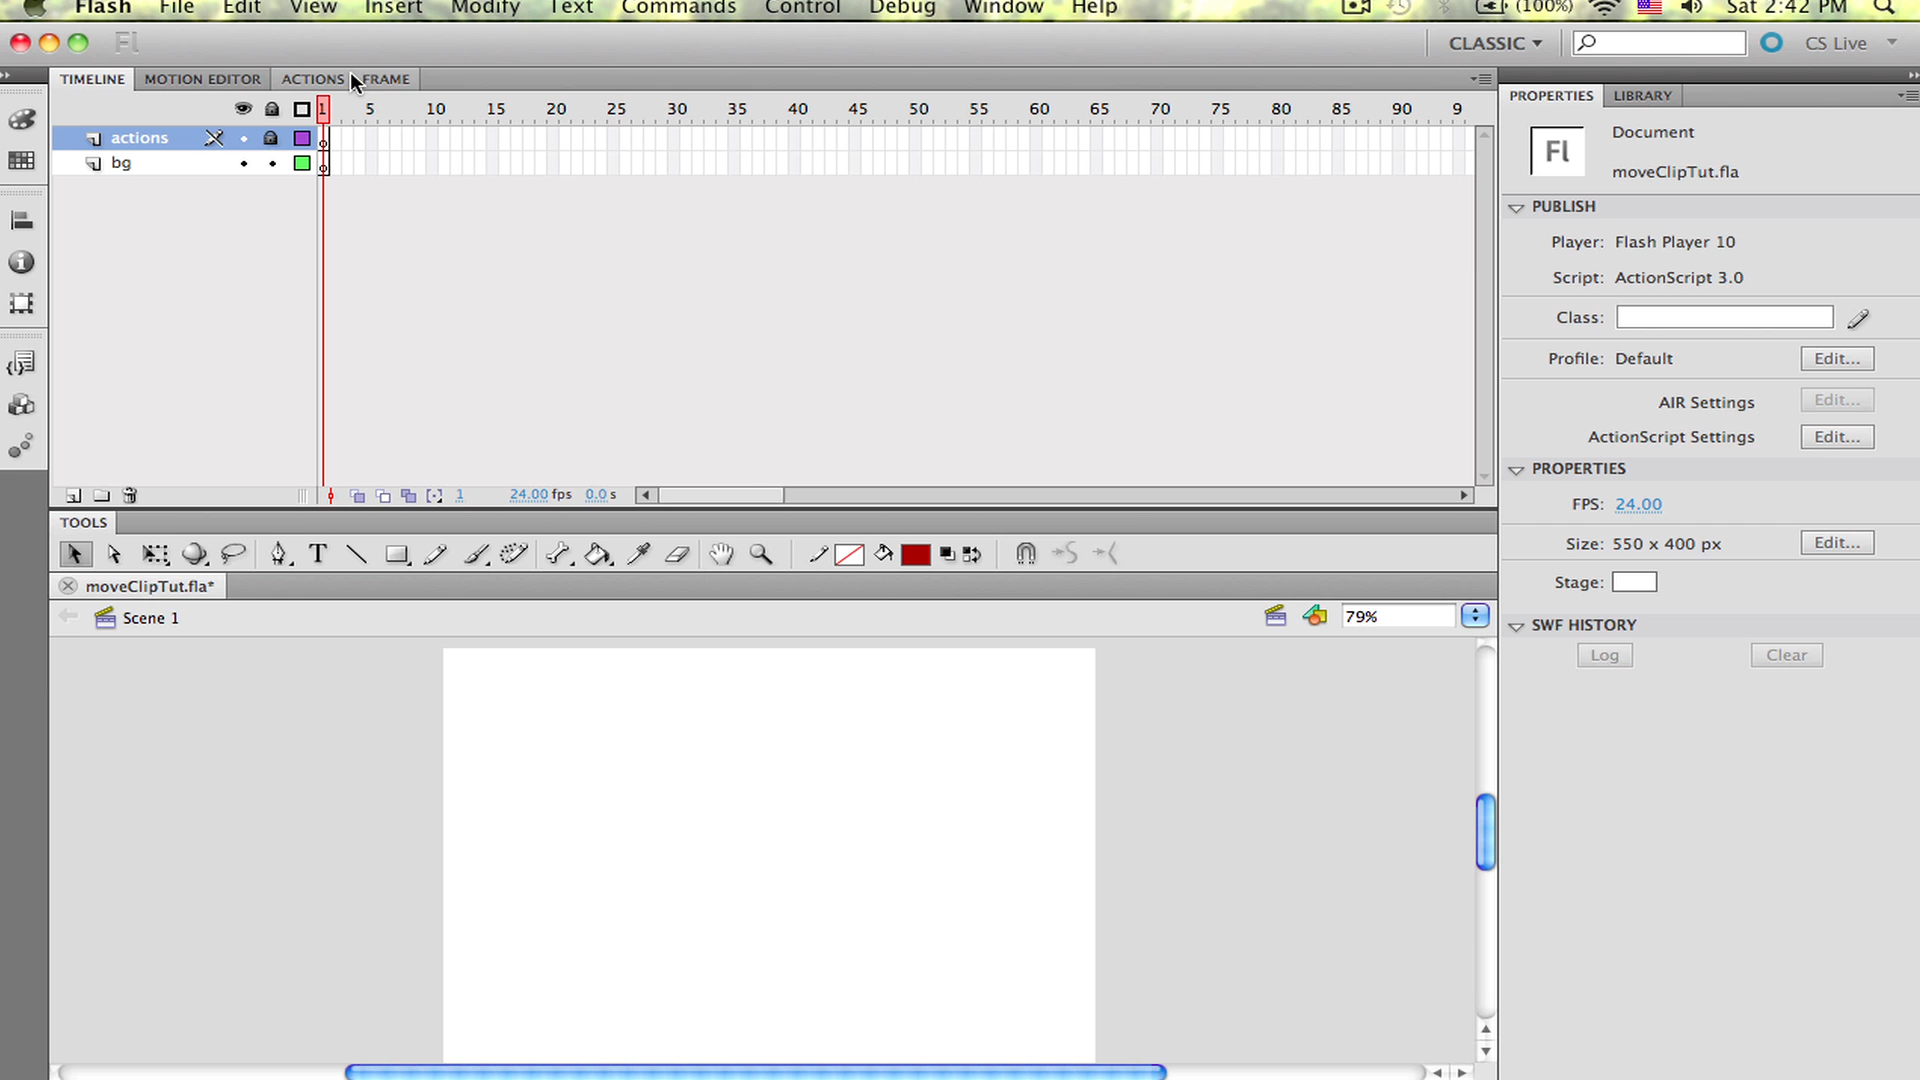 Flash File Edit View Insert Modify Text Commands Control Debug Window Help (100%) Sat 2:42 PM
Fl CLASSIC CS Live
TIMELINE MOTION EDITOR ACTIONS FRAME
PROPERTIES LIBRARY
1 5 10 15 20 25 30 35 40 45 50 55 60 65 70 75 80 85 90 9
actions
bg
Fl
Document
moveClipTut.fla
PUBLISH
Player: Flash Player 10
Script: ActionScript 3.0
Class:
Profile: Default Edit...
AIR Settings Edit...
ActionScript Settings Edit...
PROPERTIES
FPS: 24.00
Size: 550 x 400 px Edit...
Stage:
SWF HISTORY
Log Clear
1 24.00 fps 0.0 s
TOOLS
T
moveClipTut.fla*
Scene 1 79%